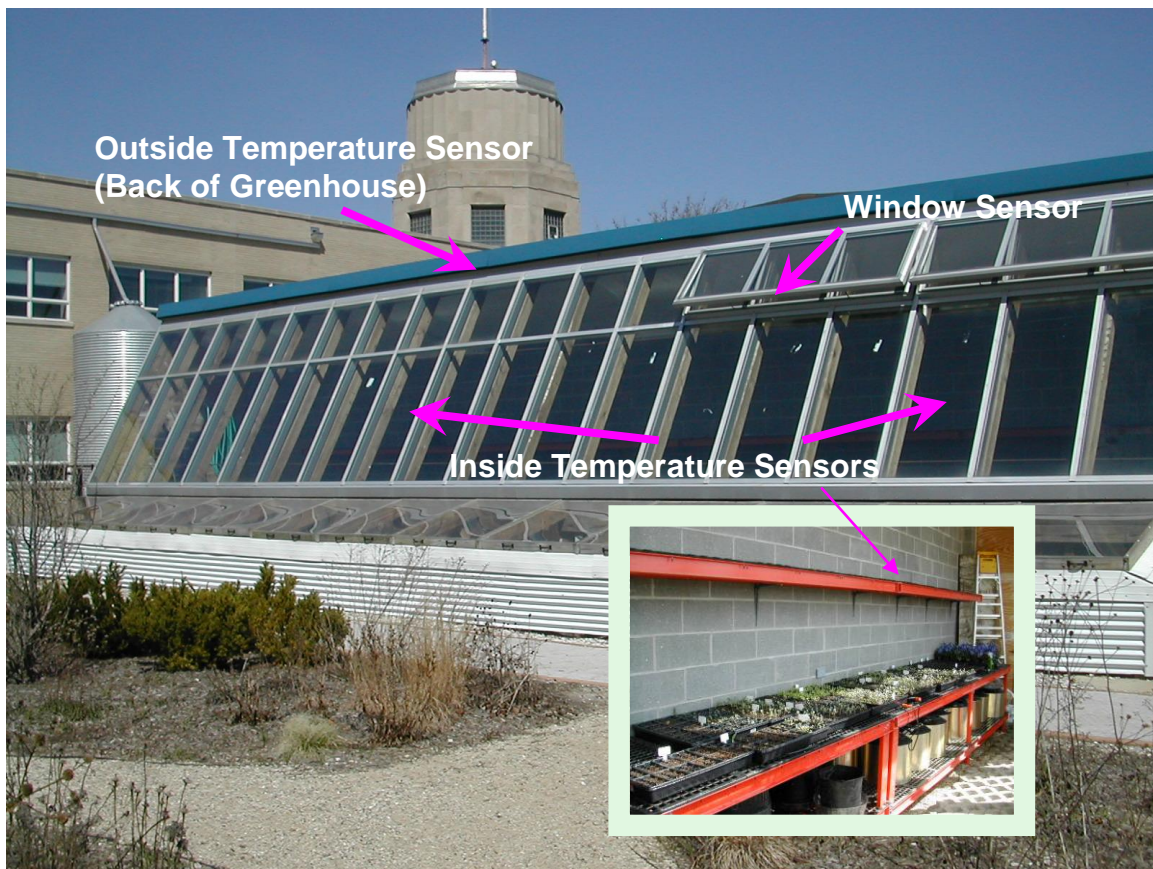 Outside Temperature Sensor
(Back of Greenhouse)
Window Sensor
Inside Temperature Sensors